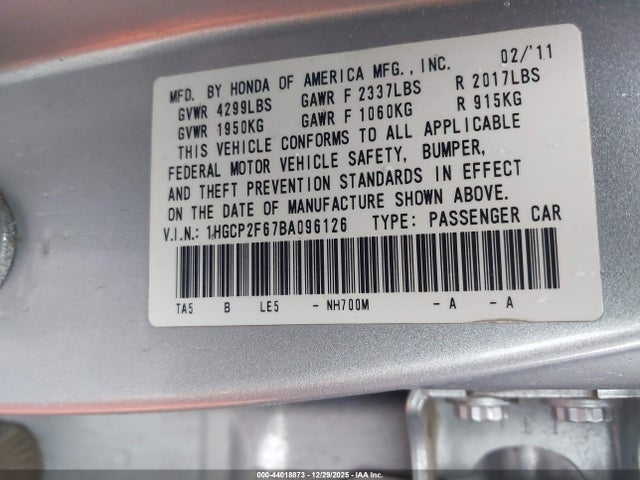 MFD. BY HONDA OF AMERICA MFG., INC. 02/'11
GVWR 4299LBS GAWR F 2337LBS R 2017LBS
GVWR 1950KG GAWR F 1060KG R 915KG
THIS VEHICLE CONFORMS TO ALL APPLICABLE
FEDERAL MOTOR VEHICLE SAFETY, BUMPER,
AND THEFT PREVENTION STANDARDS IN EFFECT
ON THE DATE OF MANUFACTURE SHOWN ABOVE.
V.I.N.: 1HGCP2F67BA096126 TYPE: PASSENGER CAR
TA5 B LE5 - NH700M - A - A
000-44018873 12/29/2025 IAA Inc.